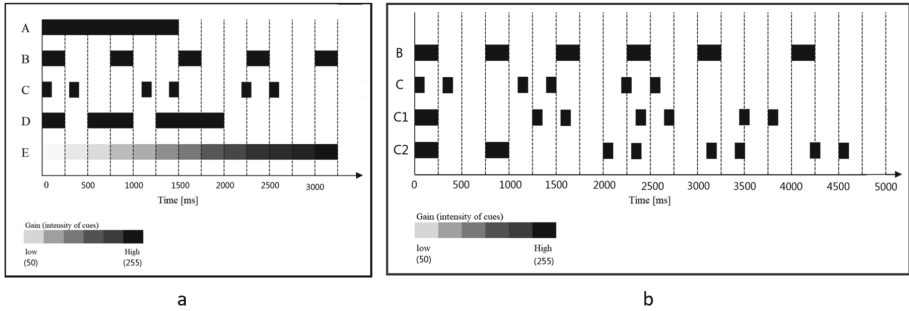 A
B
C
D
E
0 500 1000 1500 2000 2500 3000
Time [ms]
Gain (intensity of cues)
low High
(50) (255)
a
B
C
C1
C2
0 500 1000 1500 2000 2500 3000 3500 4000 4500 5000
Time [ms]
Gain (intensity of cues)
low High
(50) (255)
b